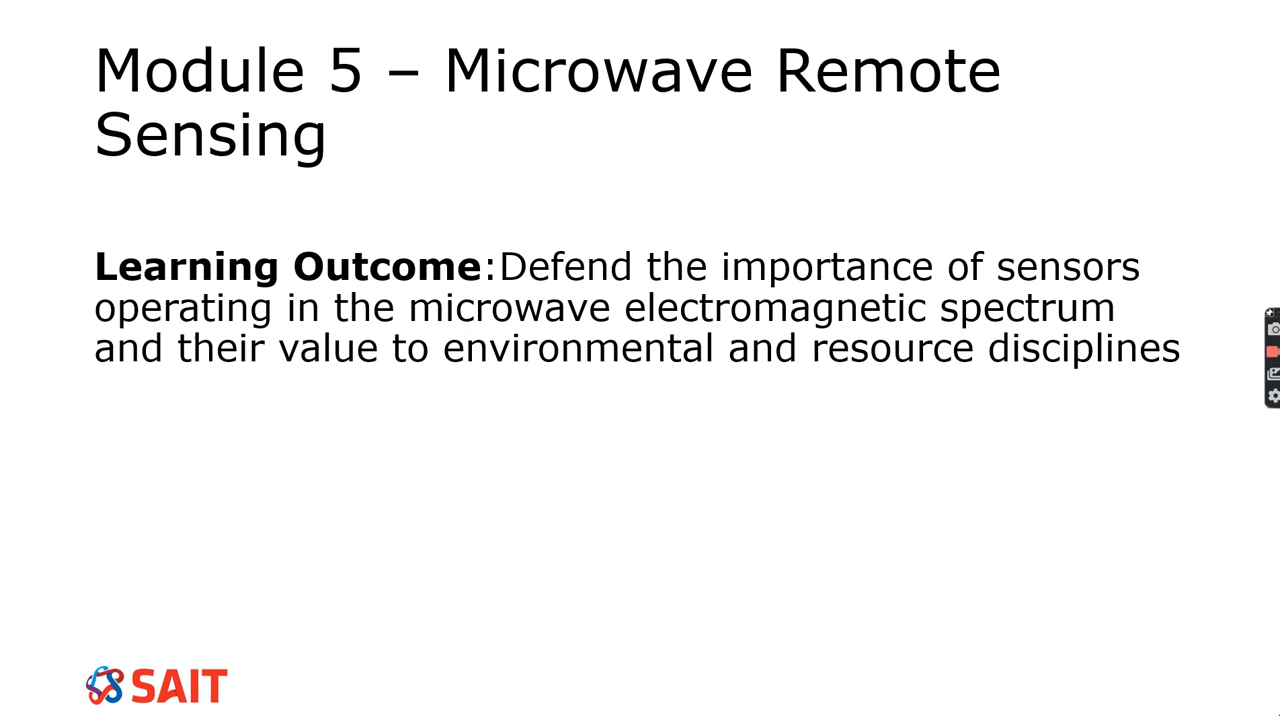 Module 5 – Microwave Remote
Sensing
Learning Outcome:Defend the importance of sensors
operating in the microwave electromagnetic spectrum
and their value to environmental and resource disciplines
SAIT